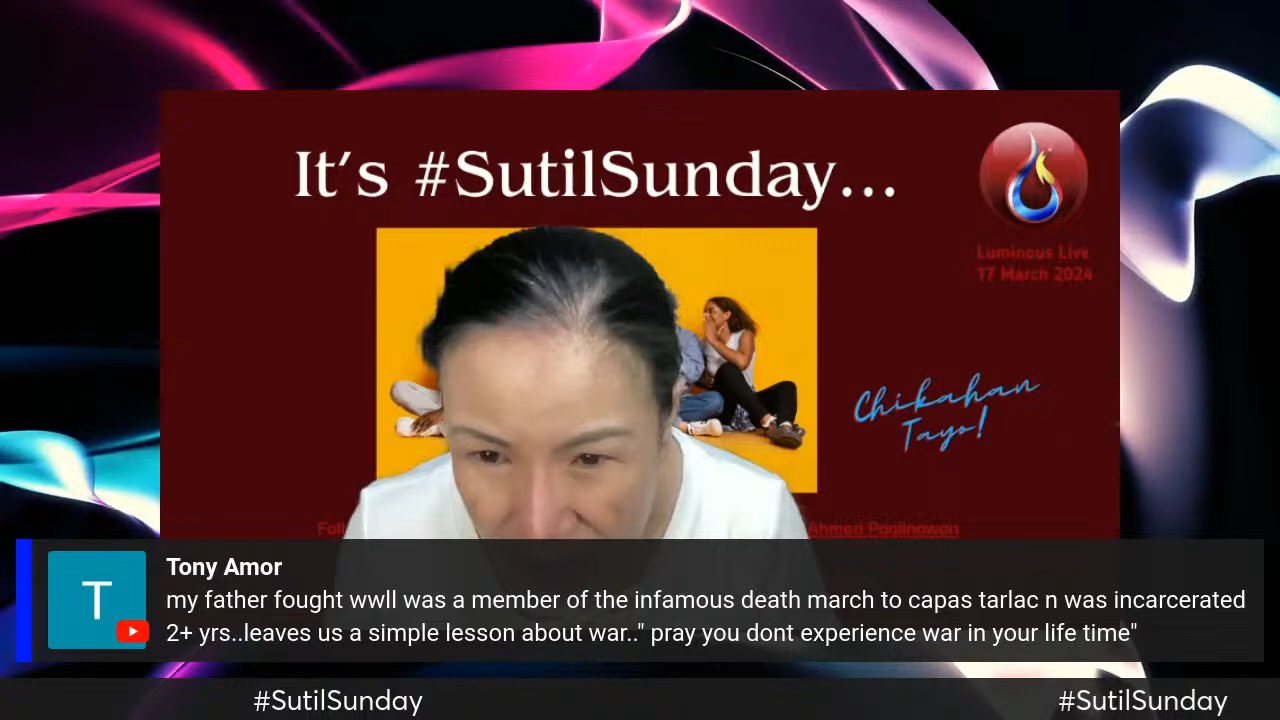 It's #SutilSunday...
Luminous Live
17 March 2024
Chikahan
Tayo!
Ahmed Paglinawan
T
Tony Amor
my father fought wwll was a member of the infamous death march to capas tarlac n was incarcerated
2+ yrs..leaves us a simple lesson about war.." pray you dont experience war in your life time"
#SutilSunday #SutilSunday